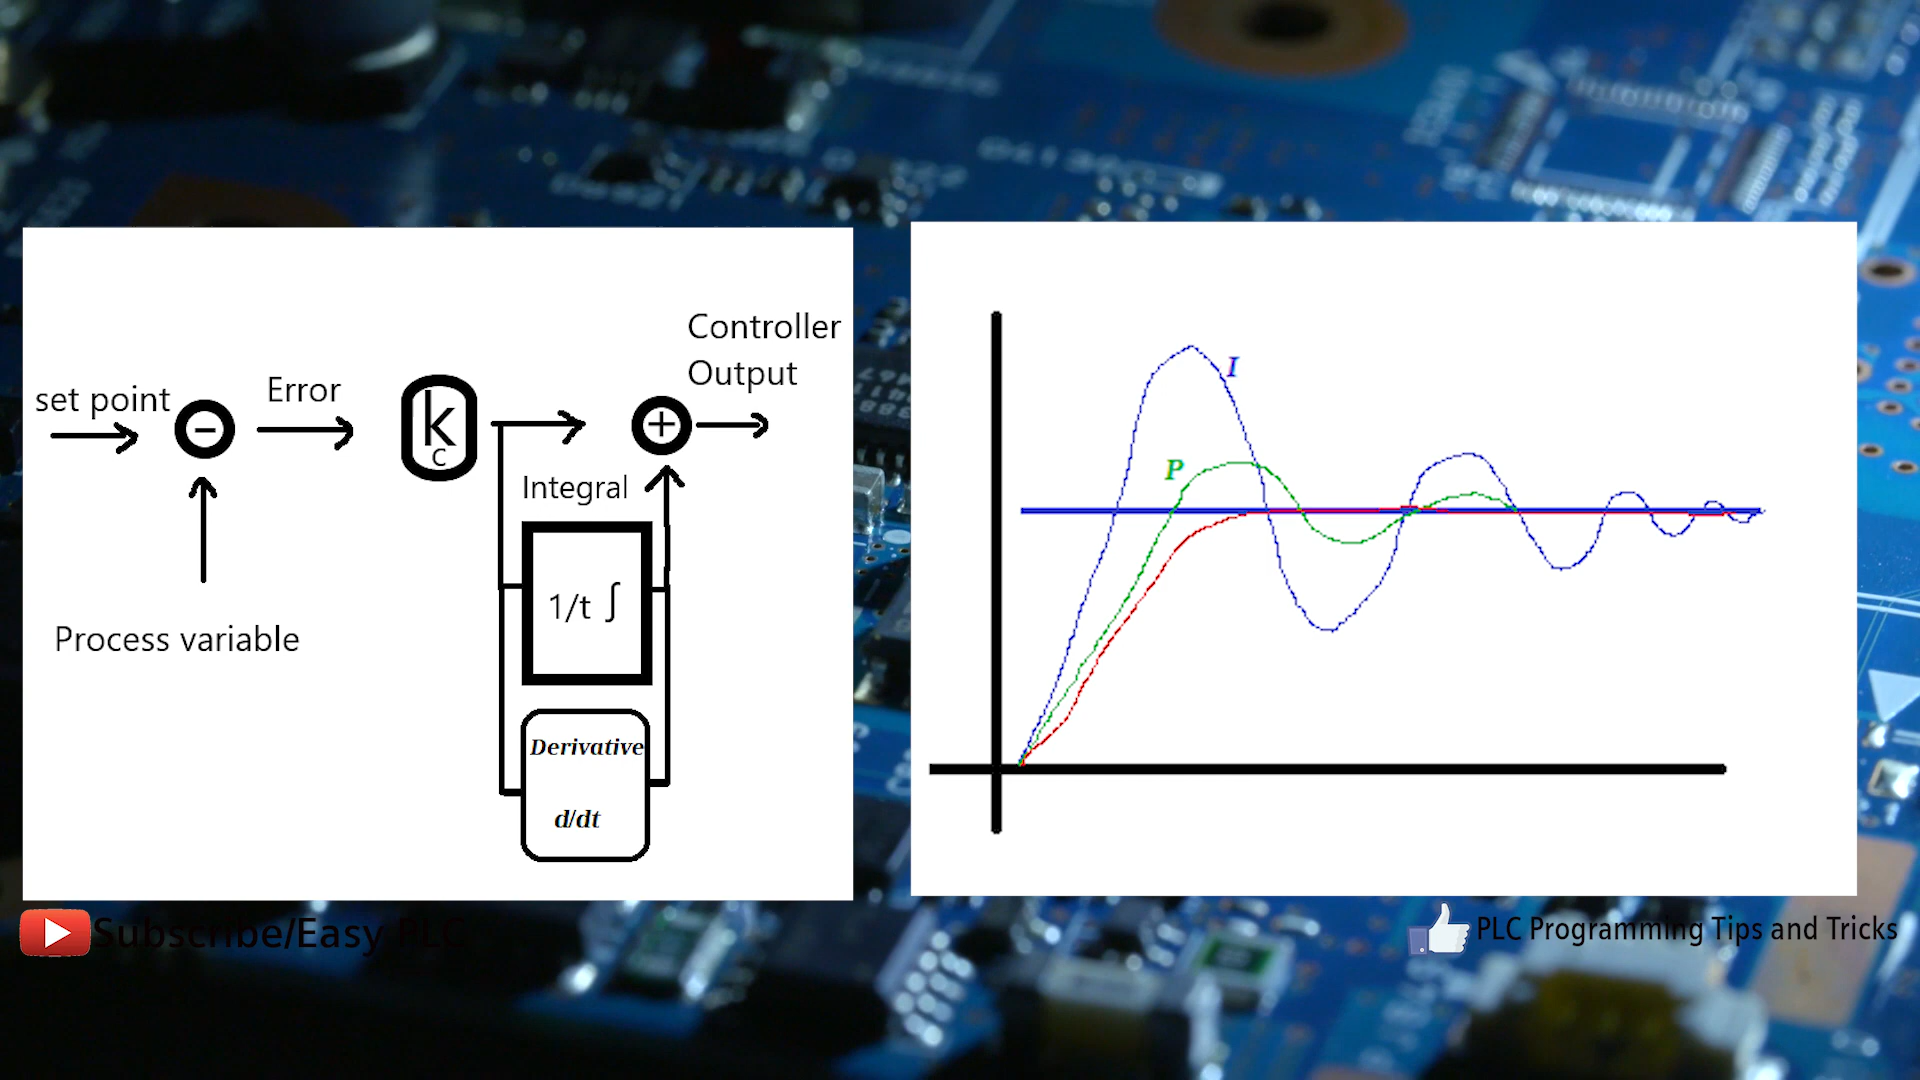 set point
Error
k
c
Controller
Output
−
+
Integral
1/t ∫
Process variable
Derivative
d/dt
I
P
Subscribe/Easy PLC
PLC Programming Tips and Tricks